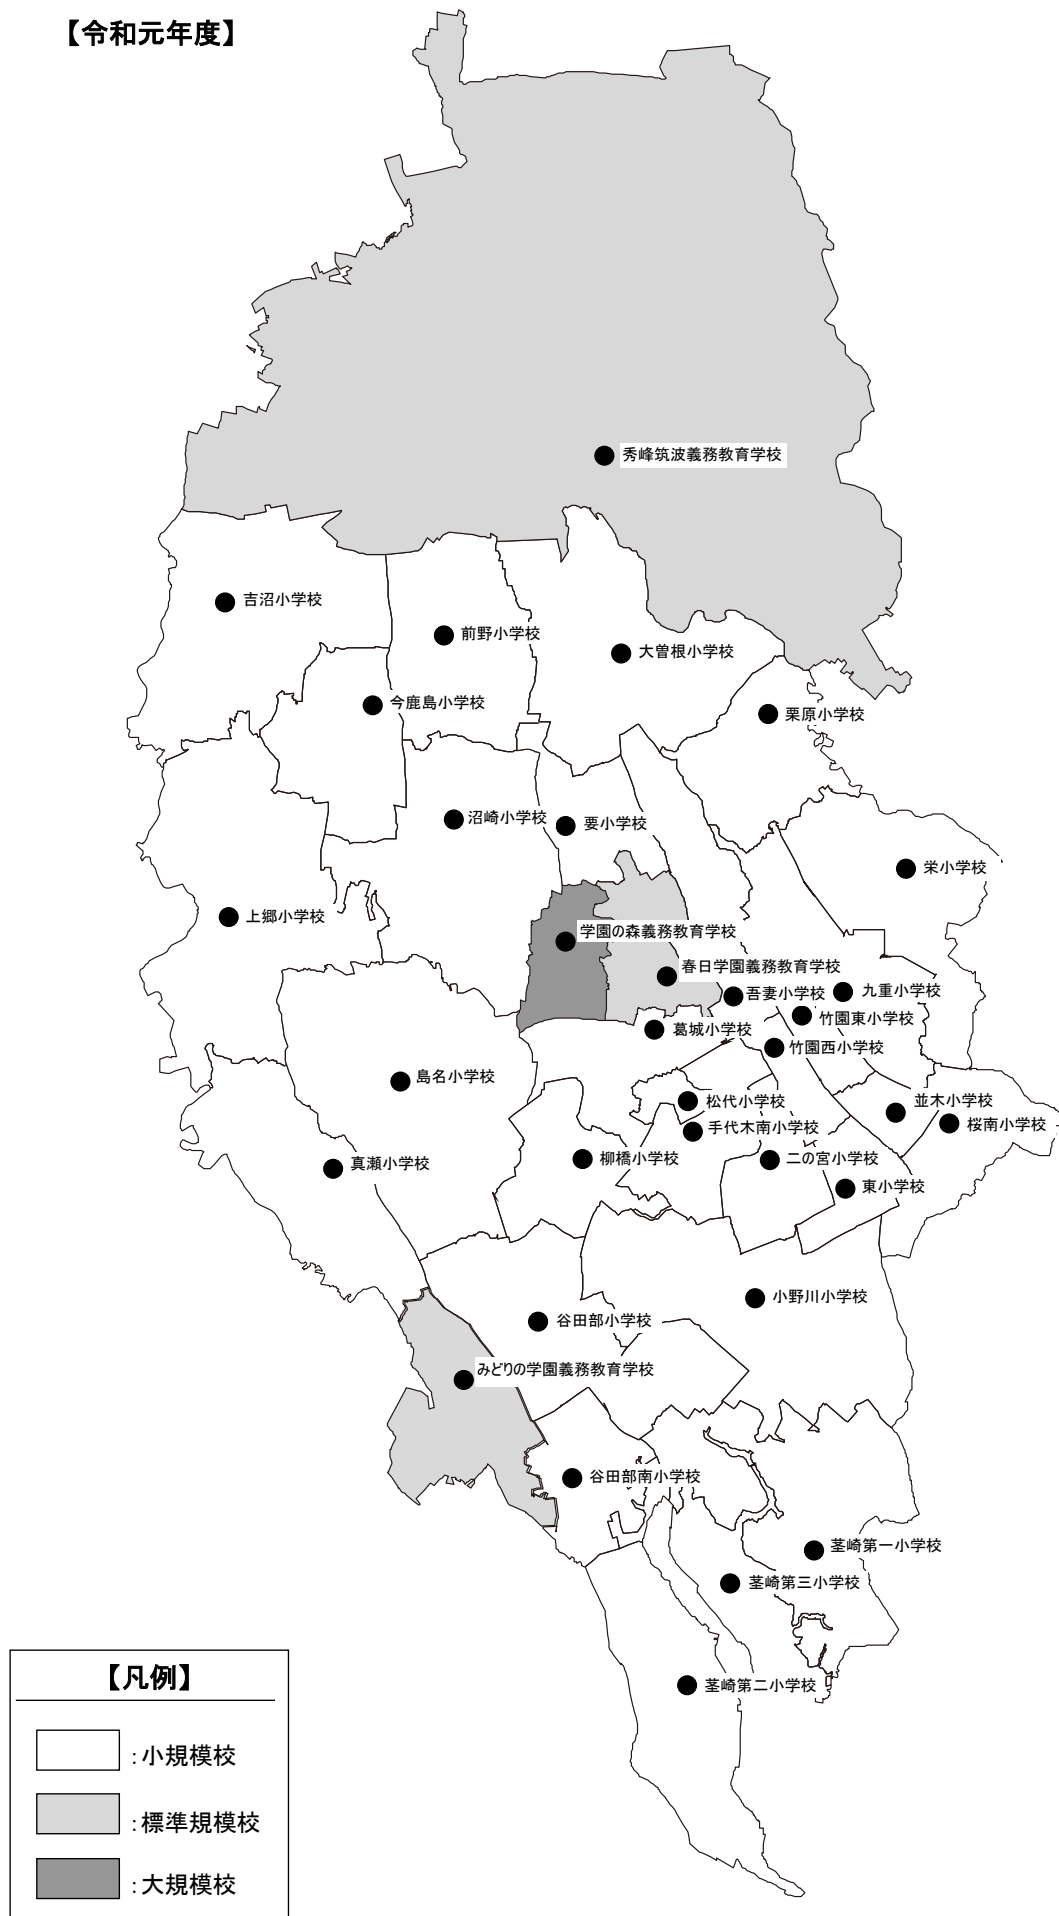 【令和元年度】
秀峰筑波義務教育学校
吉沼小学校
前野小学校
大曽根小学校
今鹿島小学校
栗原小学校
沼崎小学校
要小学校
栄小学校
上郷小学校
学園の森義務教育学校
春日学園義務教育学校
吾妻小学校
九重小学校
竹園東小学校
葛城小学校
竹園西小学校
島名小学校
松代小学校
並木小学校
手代木南小学校
桜南小学校
柳橋小学校
二の宮小学校
真瀬小学校
東小学校
小野川小学校
谷田部小学校
みどりの学園義務教育学校
谷田部南小学校
茎崎第一小学校
茎崎第三小学校
茎崎第二小学校
【凡例】
：小規模校
：標準規模校
：大規模校